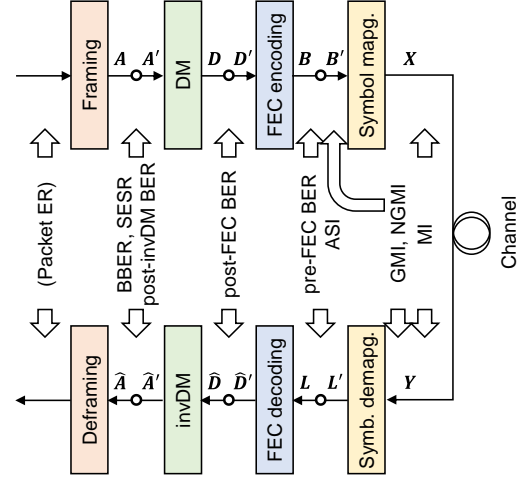 Framing
A
A′
DM
D
D′
FEC encoding
B
B′
Symbol mapg.
X
(Packet ER)
BBER, SESR
post-invDM BER
post-FEC BER
pre-FEC BER
ASI
GMI, NGMI
MI
Channel
Deframing
Â
Â′
invDM
D̂
D̂′
FEC decoding
L
L′
Symb. demapg.
Y